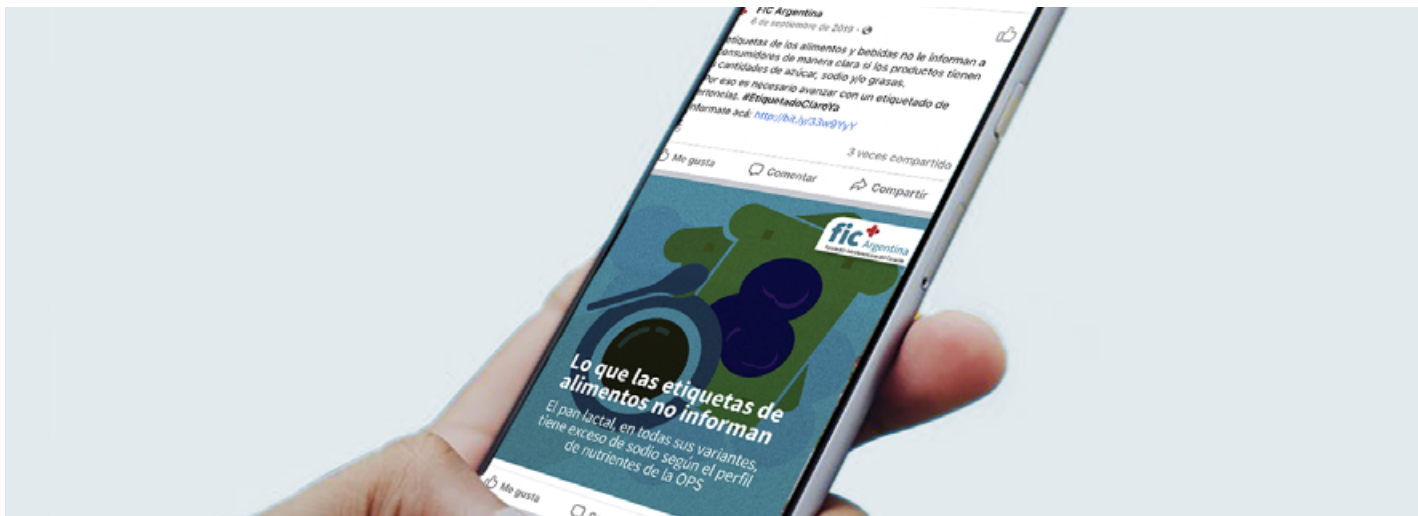 FIC Argentina
6 de septiembre de 2019
etiquetas de los alimentos y bebidas no le informan a
consumidores de manera clara si los productos tienen
cantidades de azúcar, sodio y/o grasas.
Por eso es necesario avanzar con un etiquetado de
#EtiquetadoClaroYa
http://bit.ly/33w9YyY
3 veces compartido
Me gusta
Comentar
Compartir
fic Argentina
Lo que las etiquetas de
alimentos no informan
El pan lactal, en todas sus variantes,
tiene exceso de sodio según el perfil
de nutrientes de la OPS
Me gusta